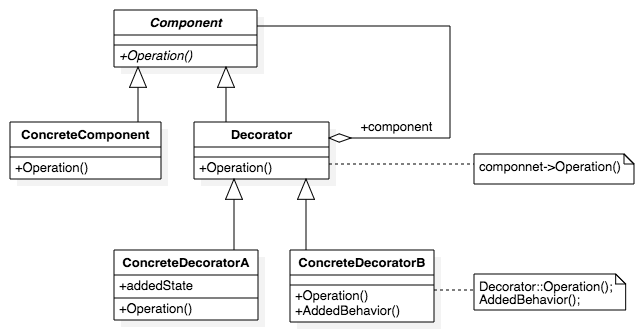 Component
+Operation()
+component
ConcreteComponent
+Operation()
Decorator
+Operation()
componnet->Operation()
ConcreteDecoratorA
+addedState
+Operation()
ConcreteDecoratorB
+Operation()
+AddedBehavior()
Decorator::Operation();
AddedBehavior();